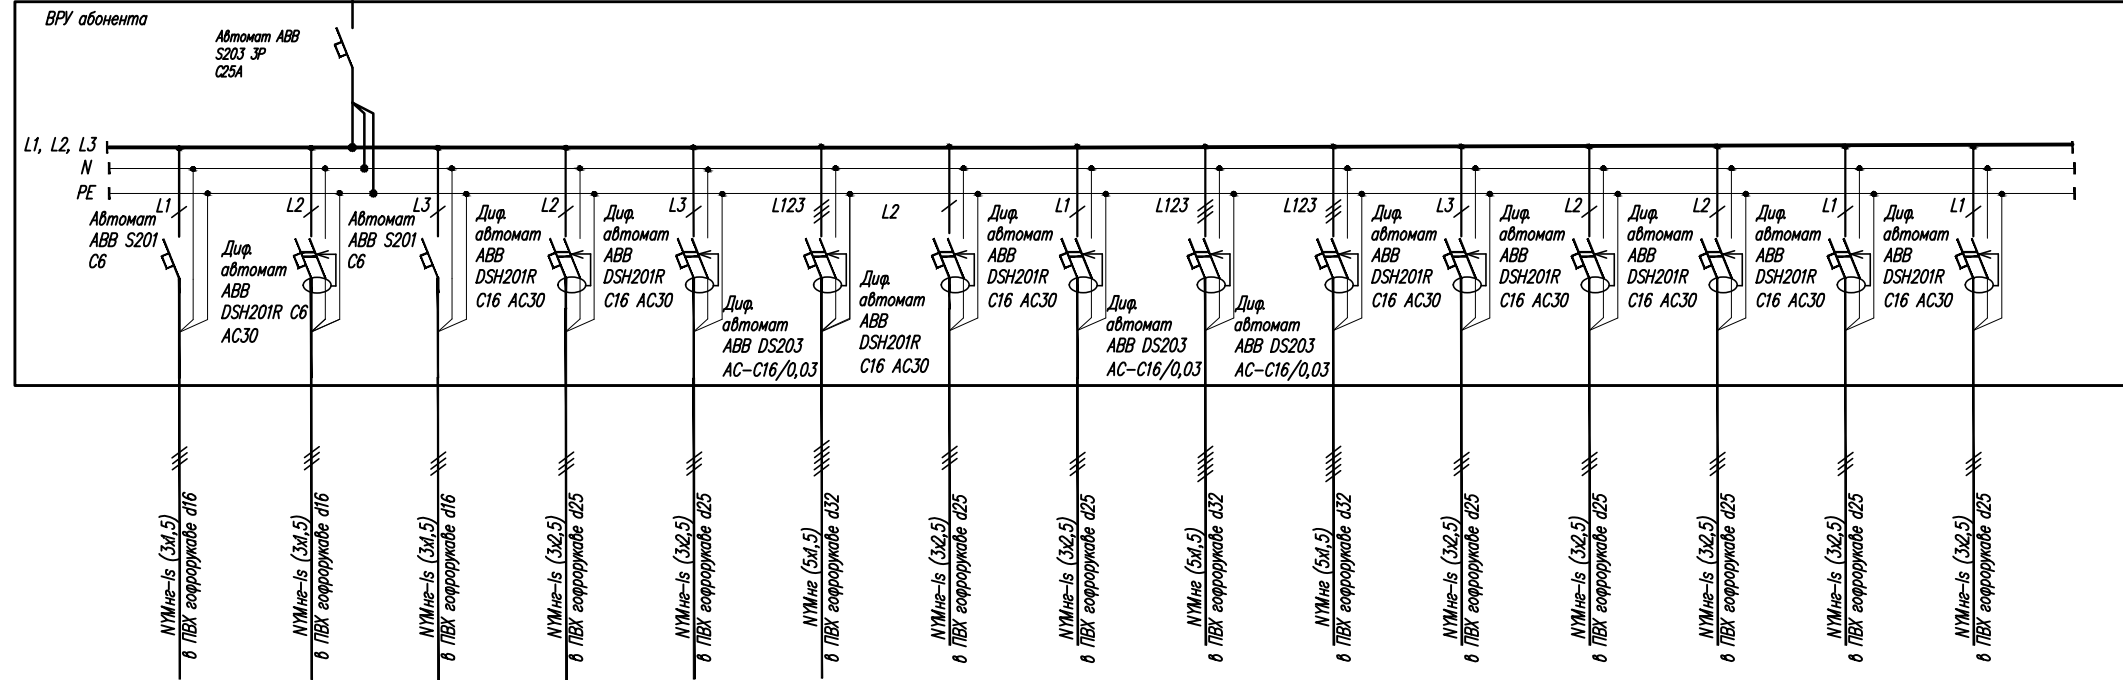 ВРУ абонента
Автомат ABB
S203 3P
C25A
L1, L2, L3
N
PE
L1
Автомат
ABB S201
C6
L2
Диф.
автомат
ABB
DSH201R C6
AC30
L3
Автомат
ABB S201
C6
L2
Диф.
автомат
ABB
DSH201R
C16 AC30
L3
Диф.
автомат
ABB
DSH201R
C16 AC30
L123
Диф.
автомат
ABB DS203
AC-C16/0,03
L2
Диф.
автомат
ABB
DSH201R
C16 AC30
L1
Диф.
автомат
ABB
DSH201R
C16 AC30
L123
Диф.
автомат
ABB DS203
AC-C16/0,03
L123
Диф.
автомат
ABB DS203
AC-C16/0,03
L3
Диф.
автомат
ABB
DSH201R
C16 AC30
L2
Диф.
автомат
ABB
DSH201R
C16 AC30
L2
Диф.
автомат
ABB
DSH201R
C16 AC30
L1
Диф.
автомат
ABB
DSH201R
C16 AC30
L1
Диф.
автомат
ABB
DSH201R
C16 AC30
NYMнг-ls (3x1,5)
в ПВХ гофрорукаве d16
NYMнг-ls (3x1,5)
в ПВХ гофрорукаве d16
NYMнг-ls (3x1,5)
в ПВХ гофрорукаве d16
NYMнг-ls (3x2,5)
в ПВХ гофрорукаве d25
NYMнг-ls (3x2,5)
в ПВХ гофрорукаве d25
NYMнг (5x1,5)
в ПВХ гофрорукаве d32
NYMнг-ls (3x2,5)
в ПВХ гофрорукаве d25
NYMнг-ls (3x2,5)
в ПВХ гофрорукаве d25
NYMнг (5x1,5)
в ПВХ гофрорукаве d32
NYMнг (5x1,5)
в ПВХ гофрорукаве d32
NYMнг-ls (3x2,5)
в ПВХ гофрорукаве d25
NYMнг-ls (3x2,5)
в ПВХ гофрорукаве d25
NYMнг-ls (3x2,5)
в ПВХ гофрорукаве d25
NYMнг-ls (3x2,5)
в ПВХ гофрорукаве d25
NYMнг-ls (3x2,5)
в ПВХ гофрорукаве d25